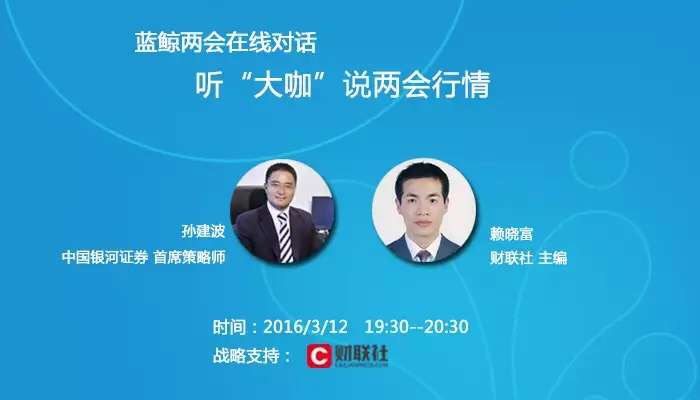 蓝鲸两会在线对话
听“大咖”说两会行情
孙建波
中国银河证券 首席策略师
赖晓富
财联社 主编
时间：2016/3/12 19:30--20:30
战略支持： C 财联社